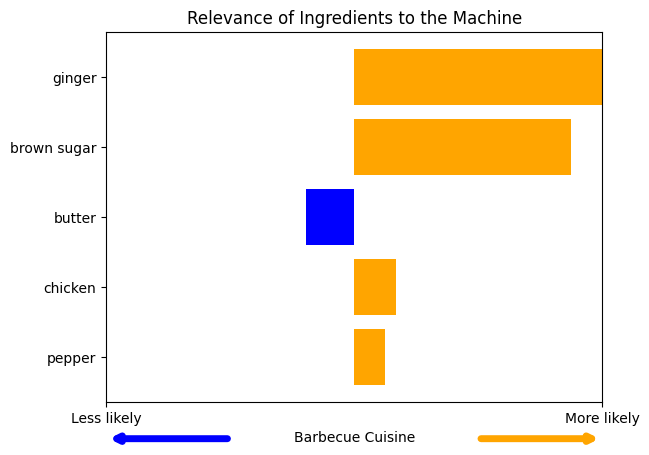 Relevance of Ingredients to the Machine
ginger
brown sugar
butter
chicken
pepper
Less likely
More likely
Barbecue Cuisine